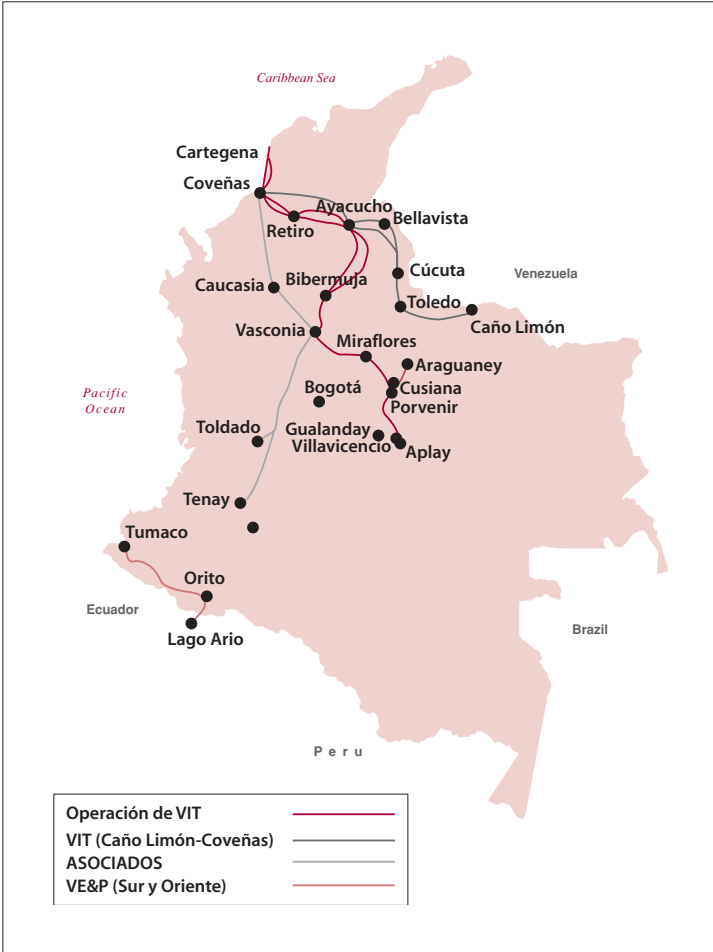 Caribbean Sea
Cartegena
Coveñas
Ayacucho
Bellavista
Retiro
Cúcuta
Venezuela
Bibermuja
Caucasia
Toledo
Caño Limón
Vasconia
Miraflores
Araguaney
Pacific
Ocean
Bogotá
Cusiana
Porvenir
Toldado
Gualanday
Villavicencio
Aplay
Tenay
Tumaco
Orito
Ecuador
Lago Ario
Brazil
Peru
Operación de VIT
VIT (Caño Limón-Coveñas)
ASOCIADOS
VE&P (Sur y Oriente)